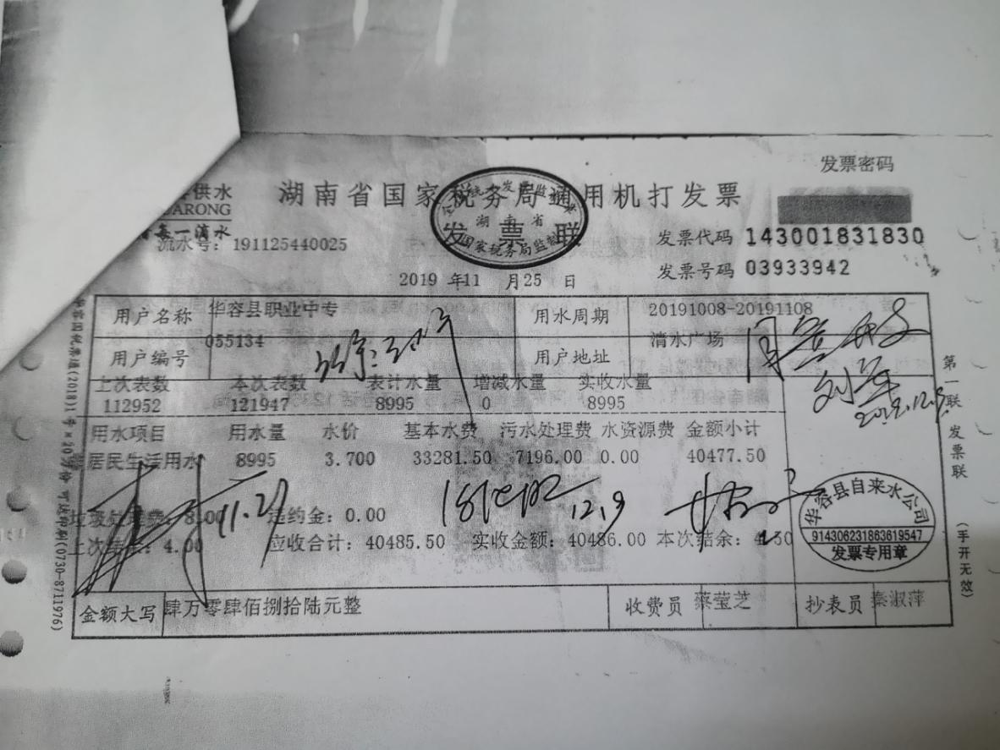 发票密码
供水 湖南省国家税务局通用机打发票
ARONG
每一滴水
发票联
湖南省
国家税务局监制
流水号: 191125440025
发票代码 143001831830
发票号码 03933942
2019 年11 月25 日
用户名称 华容县职业中专 用水周期 20191008-20191108
用户编号 055134 用户地址 清水广场
上次表数 本次表数 表计水量 增减水量 实收水量
112952 121947 8995 0 8995
用水项目 用水量 水价 基本水费 污水处理费 水资源费 金额小计
居民生活用水 8995 3.700 33281.50 7196.00 0.00 40477.50
垃圾处理费: 8.00 违约金: 0.00
上次结余: 4.00 应收合计: 40485.50 实收金额: 40486.00 本次结余: 4.50
11.27
12.9
华容县自来水公司
914306231863619547
发票专用章
金额大写 肆万零肆佰捌拾陆元整 收费员 蔡莹芝 抄表员 秦淑萍
第一联 发票联 (手开无效)
(0730-8711976)